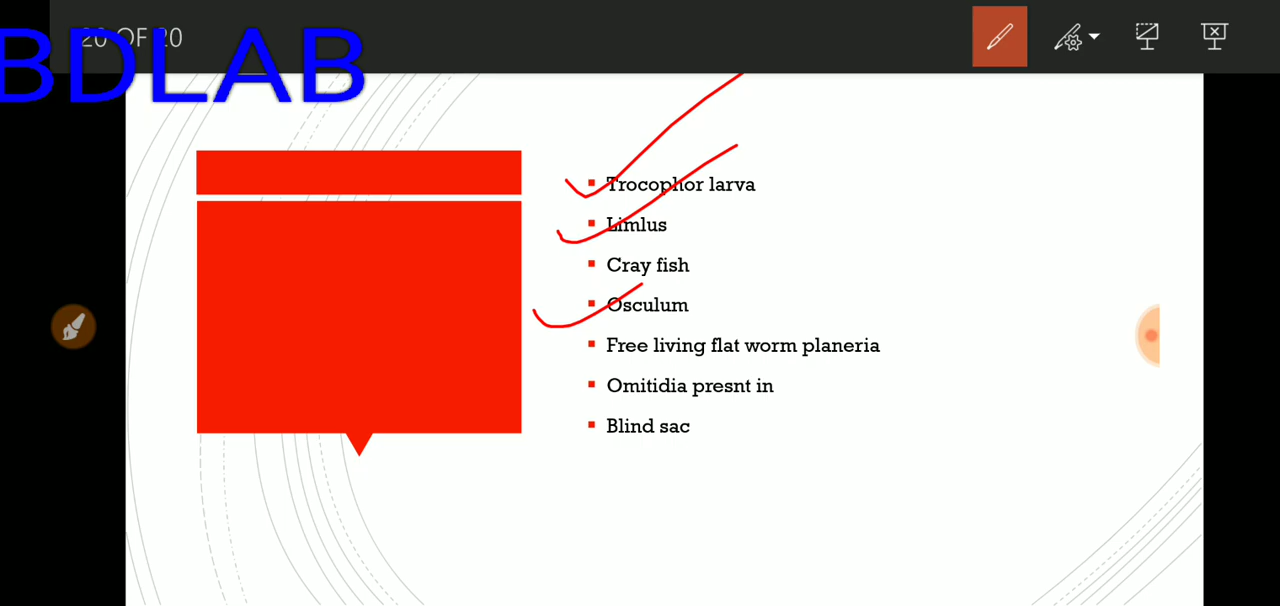 20 OF 20
BDLAB
Trocophor larva
Limlus
Cray fish
Osculum
Free living flat worm planeria
Omitidia presnt in
Blind sac